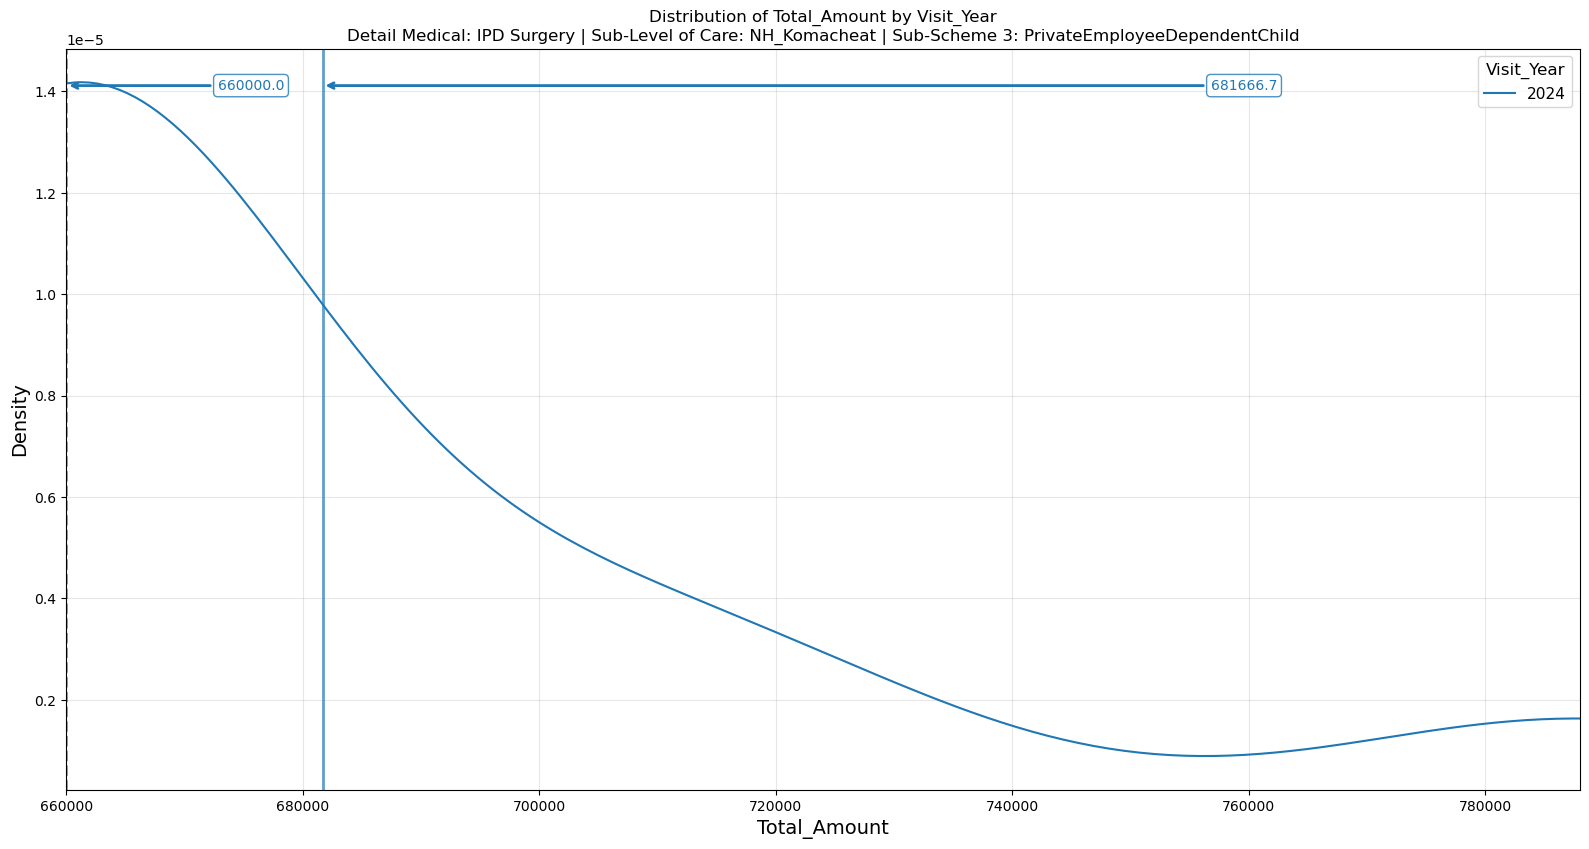 Distribution of Total_Amount by Visit_Year
Detail Medical: IPD Surgery | Sub-Level of Care: NH_Komacheat | Sub-Scheme 3: PrivateEmployeeDependentChild
1e−5
660000.0
681666.7
Visit_Year
2024
1.4
1.2
1.0
0.8
0.6
0.4
0.2
Density
660000
680000
700000
720000
740000
760000
780000
Total_Amount